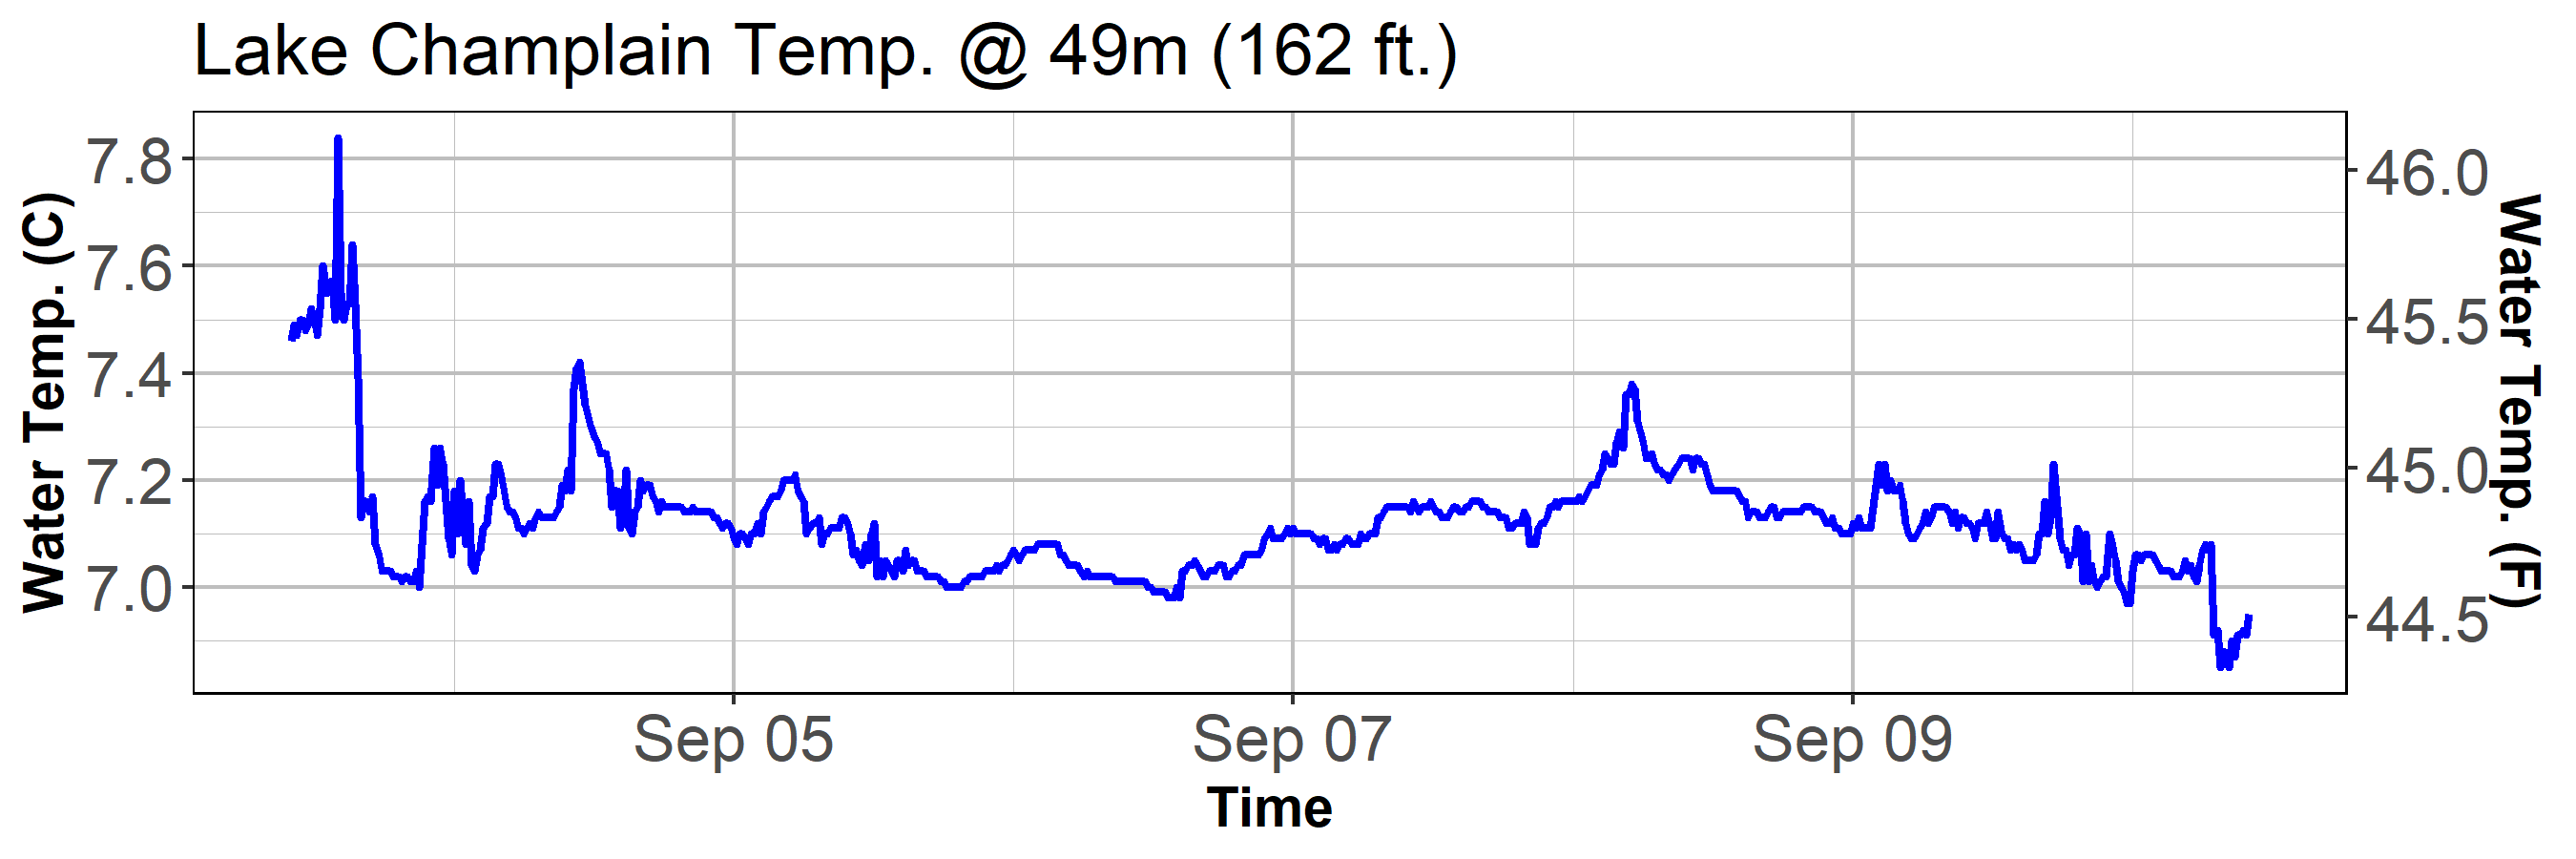 Lake Champlain Temp. @ 49m (162 ft.)
Water Temp. (C)
7.8
7.6
7.4
7.2
7.0
46.0
45.5
45.0
44.5
Water Temp. (F)
Sep 05 Sep 07 Sep 09
Time